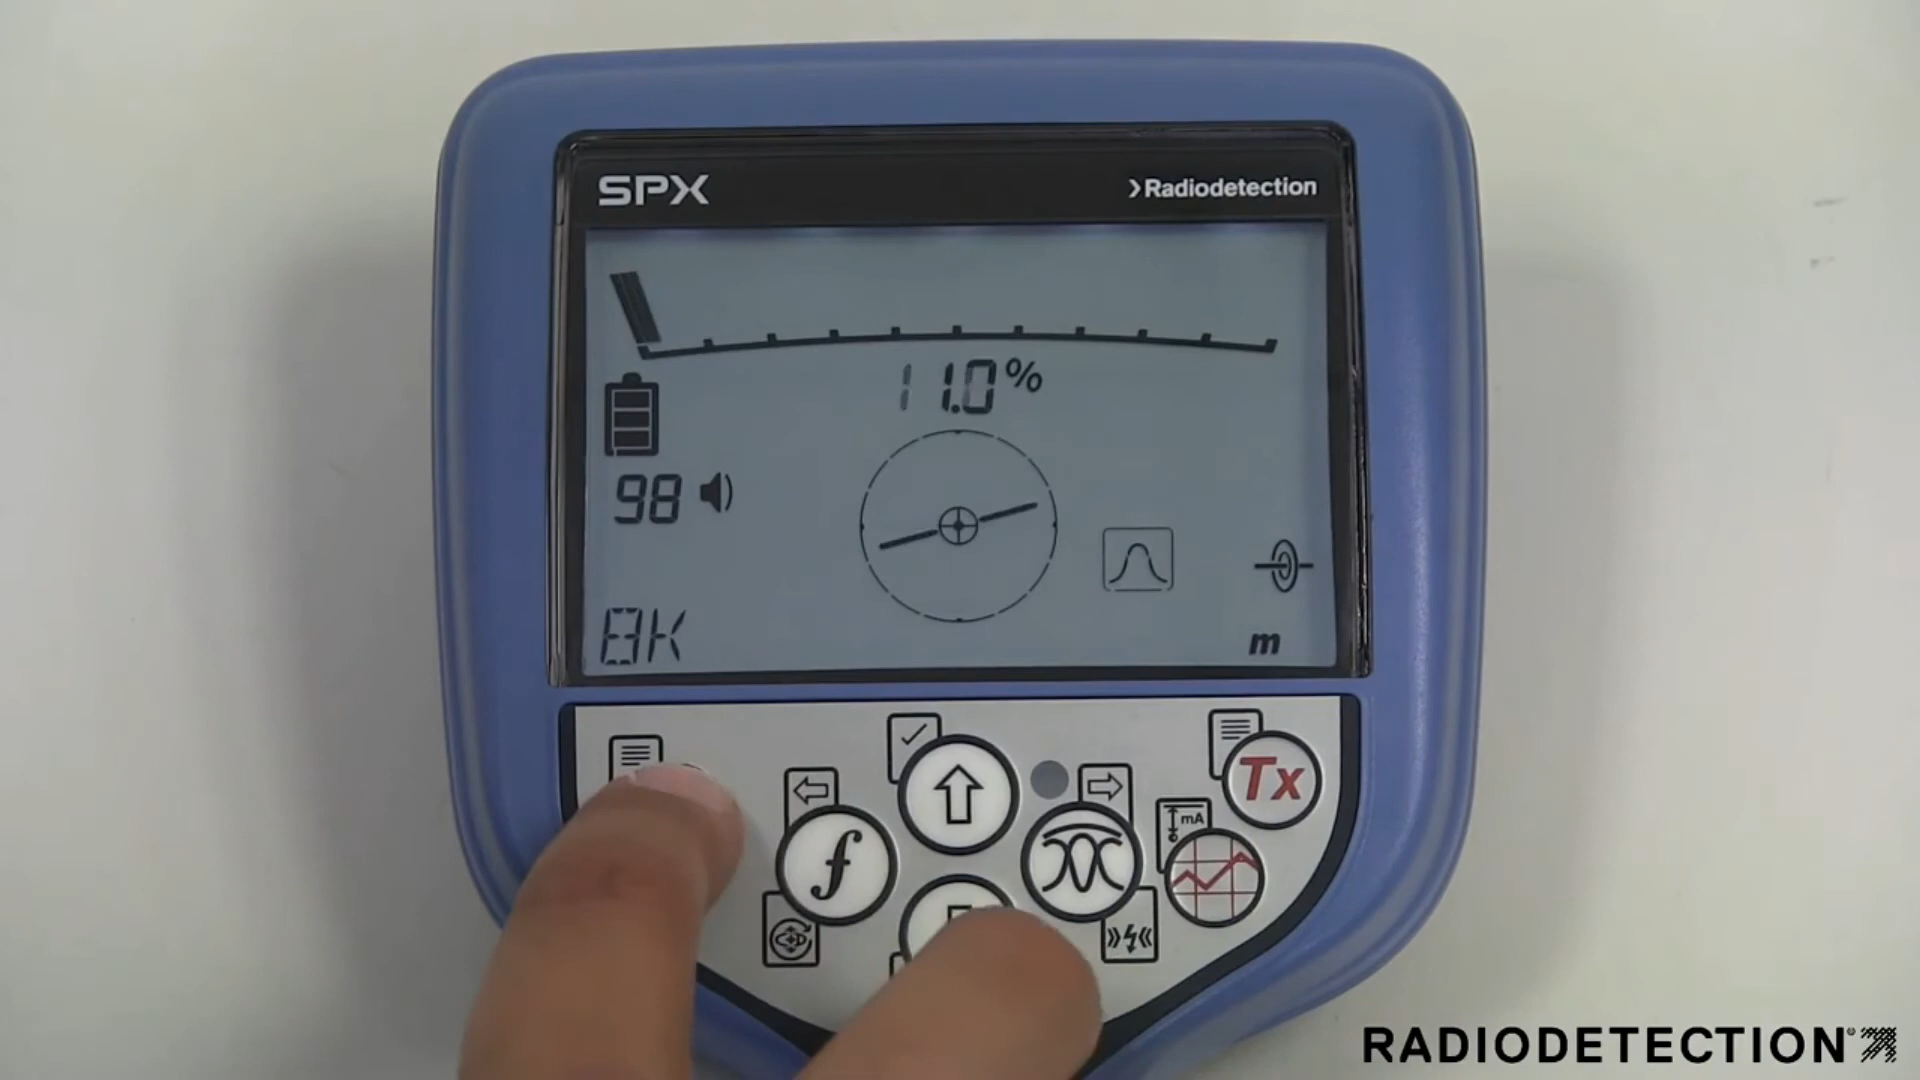 SPX
Radiodetection
11.0%
98
8K
m
f
Tx
mA
RADIODETECTION